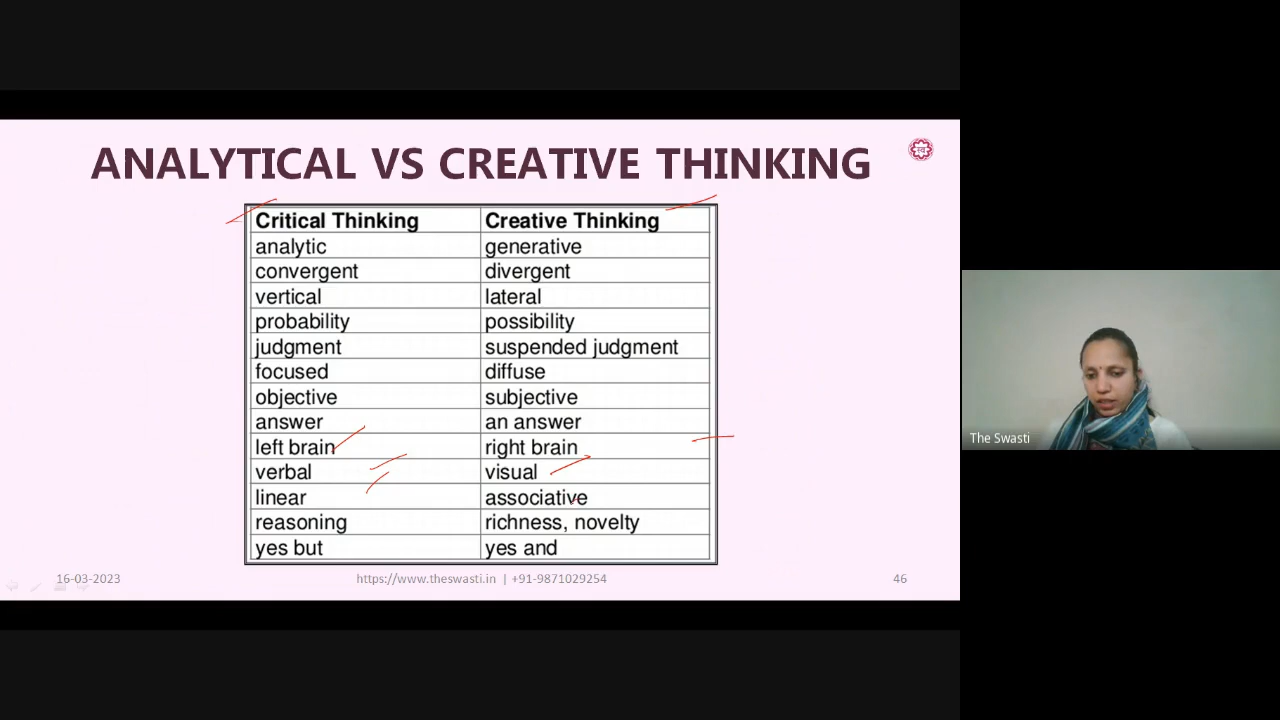 ANALYTICAL VS CREATIVE THINKING
Critical Thinking Creative Thinking
analytic generative
convergent divergent
vertical lateral
probability possibility
judgment suspended judgment
focused diffuse
objective subjective
answer an answer
left brain right brain
verbal visual
linear associative
reasoning richness, novelty
yes but yes and
16-03-2023 https://www.theswasti.in | +91-9871029254 46
The Swasti